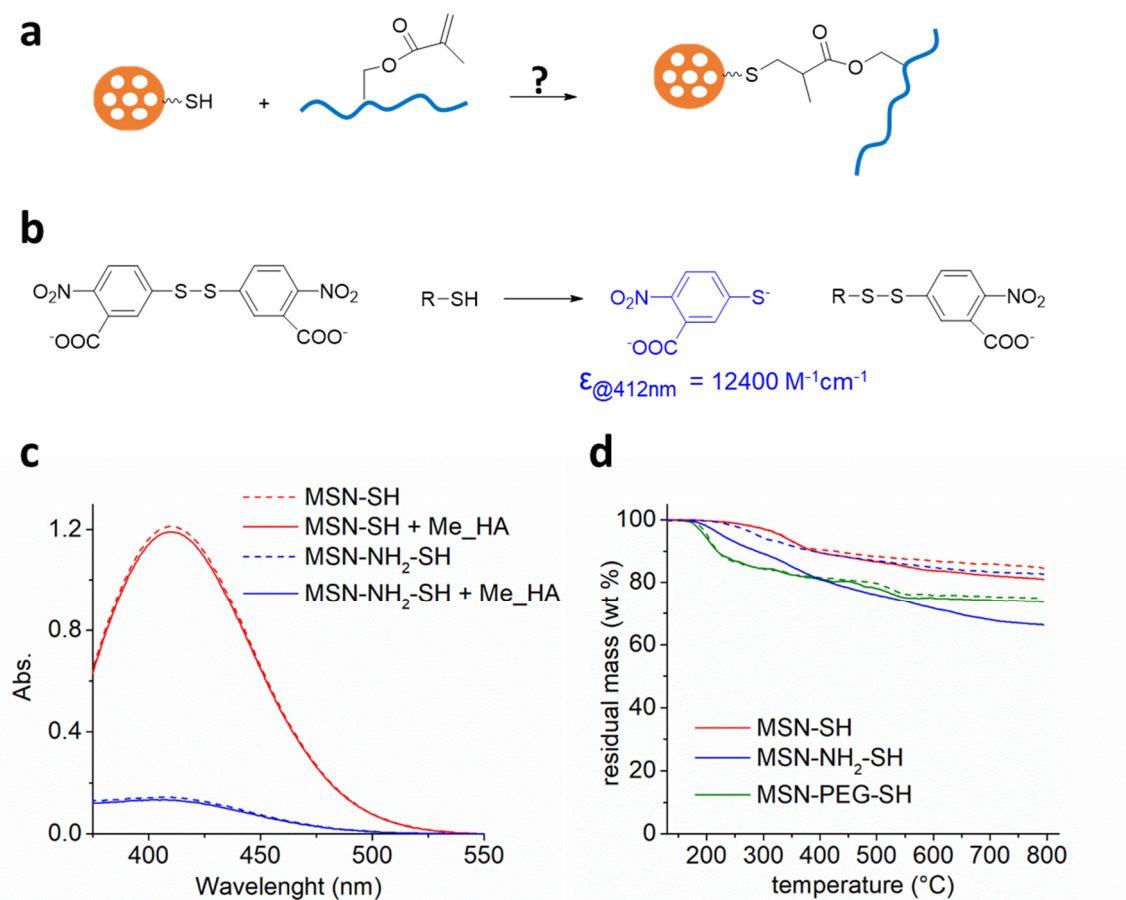 a
O
O
SH
+
?
S
O
O
b
O₂N
S
S
NO₂
⁻OOC
COO⁻
R
SH
O₂N
S⁻
⁻OOC
R
S
S
NO₂
COO⁻
ε@412nm = 12400 M⁻¹cm⁻¹
c
MSN-SH
MSN-SH + Me_HA
MSN-NH₂-SH
MSN-NH₂-SH + Me_HA
1.2
0.8
0.4
0.0
Abs.
400
450
500
550
Wavelenght (nm)
d
100
80
60
40
20
0
residual mass (wt %)
MSN-SH
MSN-NH₂-SH
MSN-PEG-SH
200
300
400
500
600
700
800
temperature (°C)